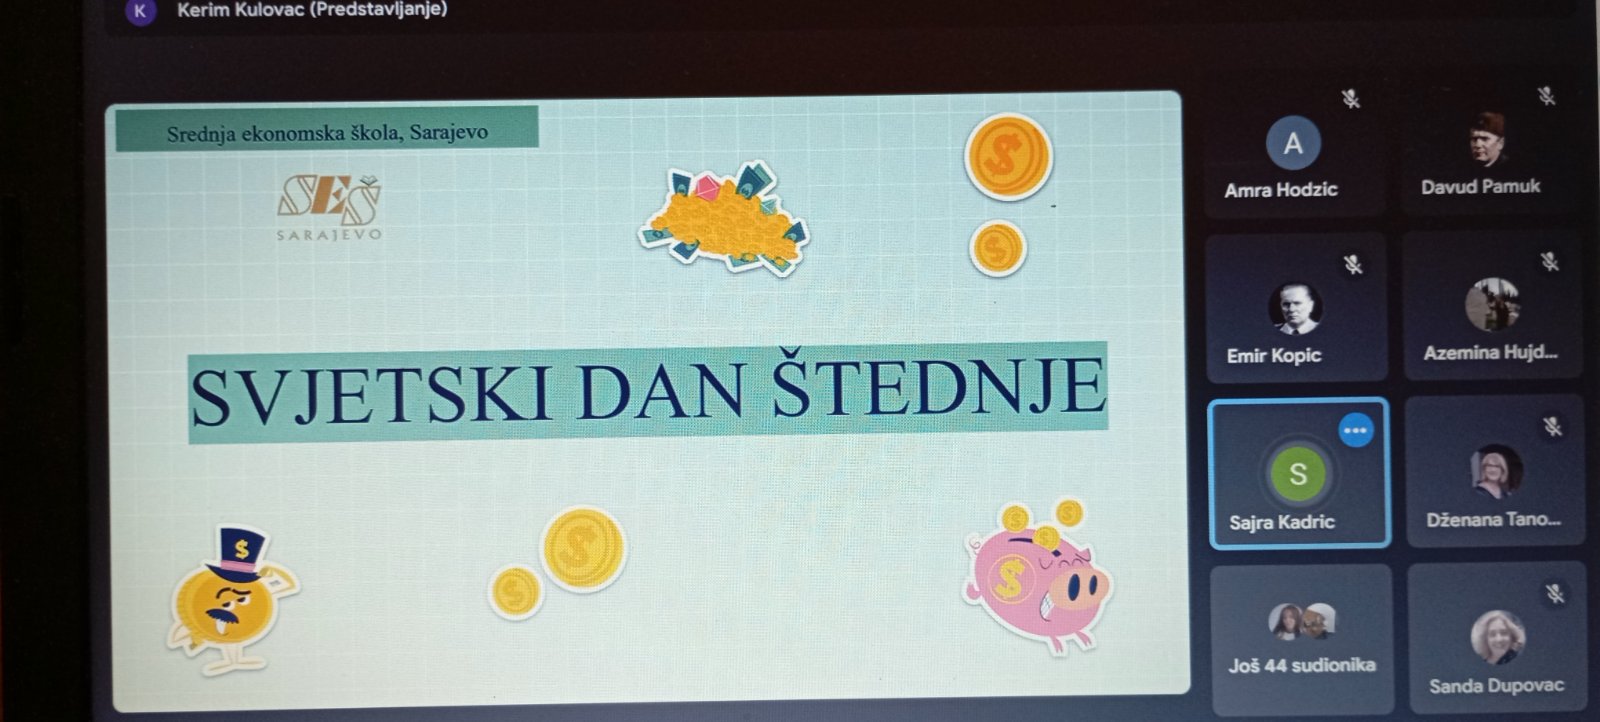 K
Kerim Kulovac (Predstavljanje)
Srednja ekonomska škola, Sarajevo
SEŠ
SARAJEVO
SVJETSKI DAN ŠTEDNJE
A
Amra Hodzic
Davud Pamuk
Emir Kopic
Azemina Hujd...
S
Sajra Kadric
Dženana Tano...
Još 44 sudionika
Sanda Dupovac